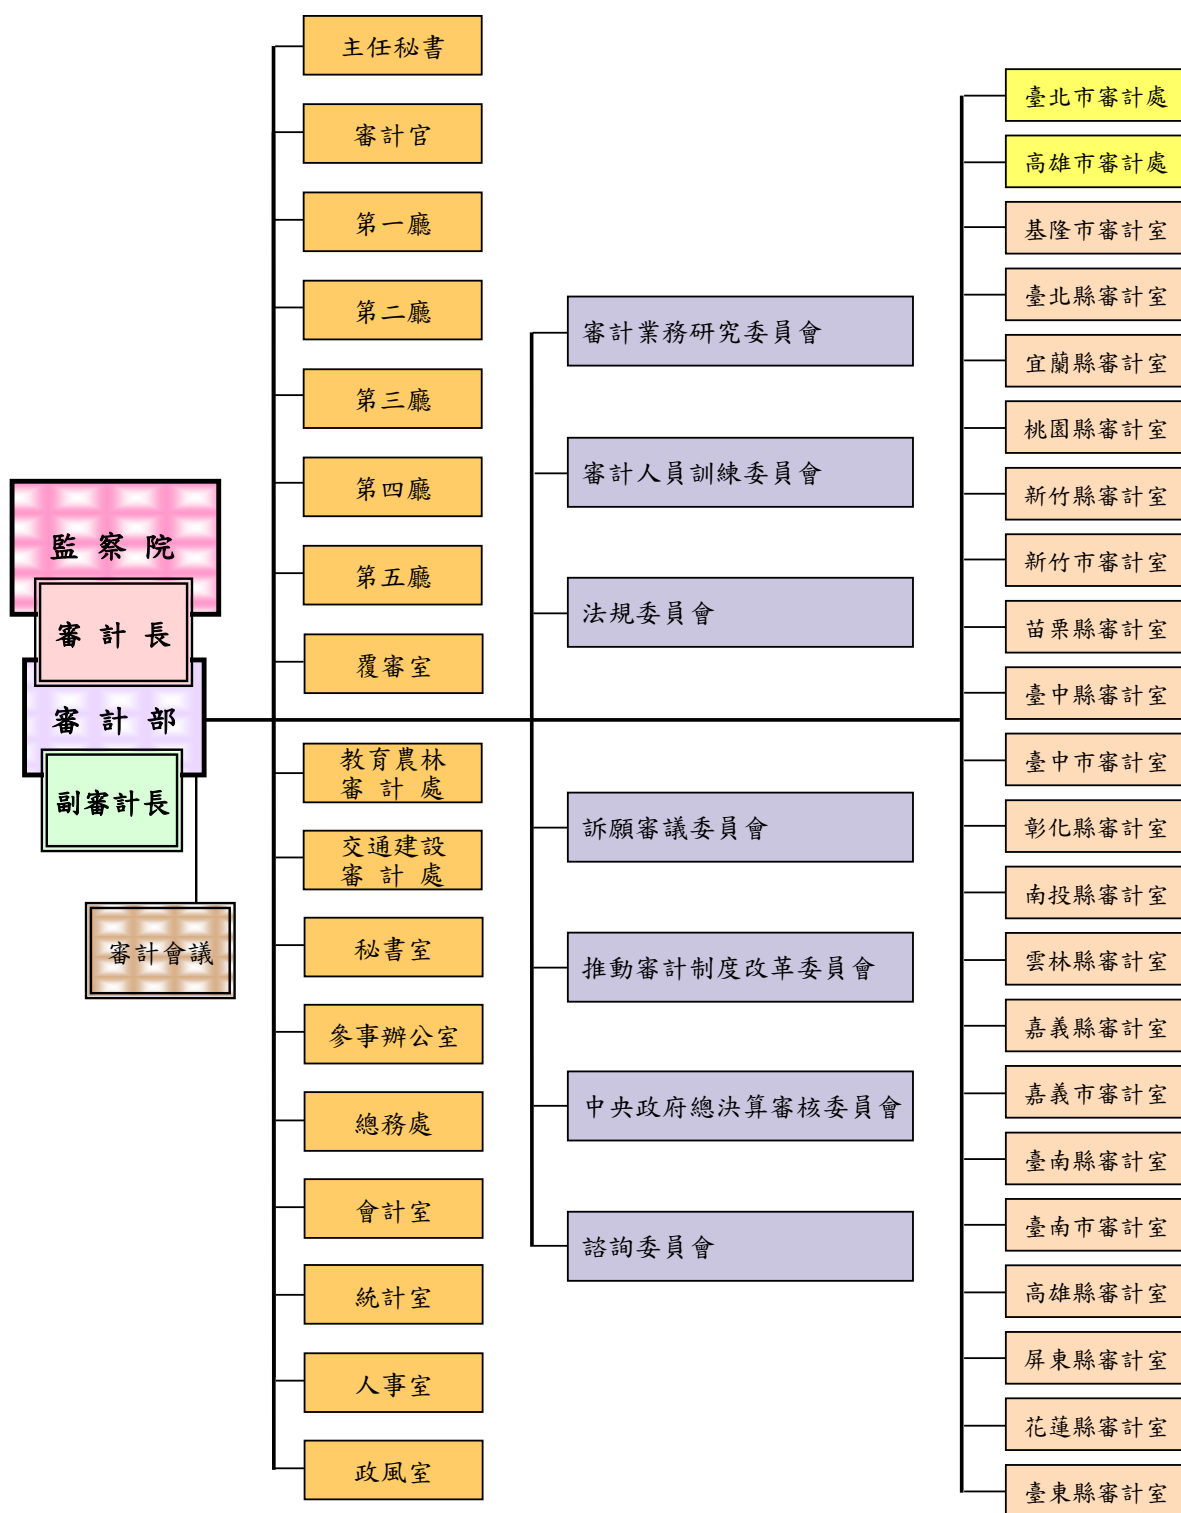 監察院
審計長
審計部
副審計長
審計會議
主任秘書
審計官
第一廳
第二廳
第三廳
第四廳
第五廳
覆審室
教育農林
審計處
交通建設
審計處
秘書室
參事辦公室
總務處
會計室
統計室
人事室
政風室
審計業務研究委員會
審計人員訓練委員會
法規委員會
訴願審議委員會
推動審計制度改革委員會
中央政府總決算審核委員會
諮詢委員會
臺北市審計處
高雄市審計處
基隆市審計室
臺北縣審計室
宜蘭縣審計室
桃園縣審計室
新竹縣審計室
新竹市審計室
苗栗縣審計室
臺中縣審計室
臺中市審計室
彰化縣審計室
南投縣審計室
雲林縣審計室
嘉義縣審計室
嘉義市審計室
臺南縣審計室
臺南市審計室
高雄縣審計室
屏東縣審計室
花蓮縣審計室
臺東縣審計室